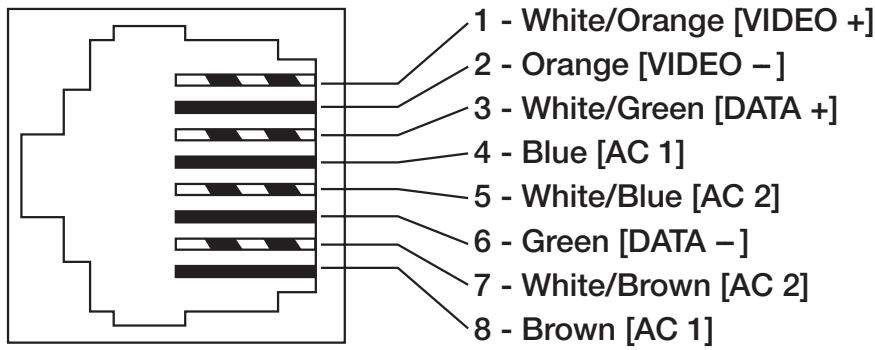 1 - White/Orange [VIDEO +]
2 - Orange [VIDEO –]
3 - White/Green [DATA +]
4 - Blue [AC 1]
5 - White/Blue [AC 2]
6 - Green [DATA –]
7 - White/Brown [AC 2]
8 - Brown [AC 1]